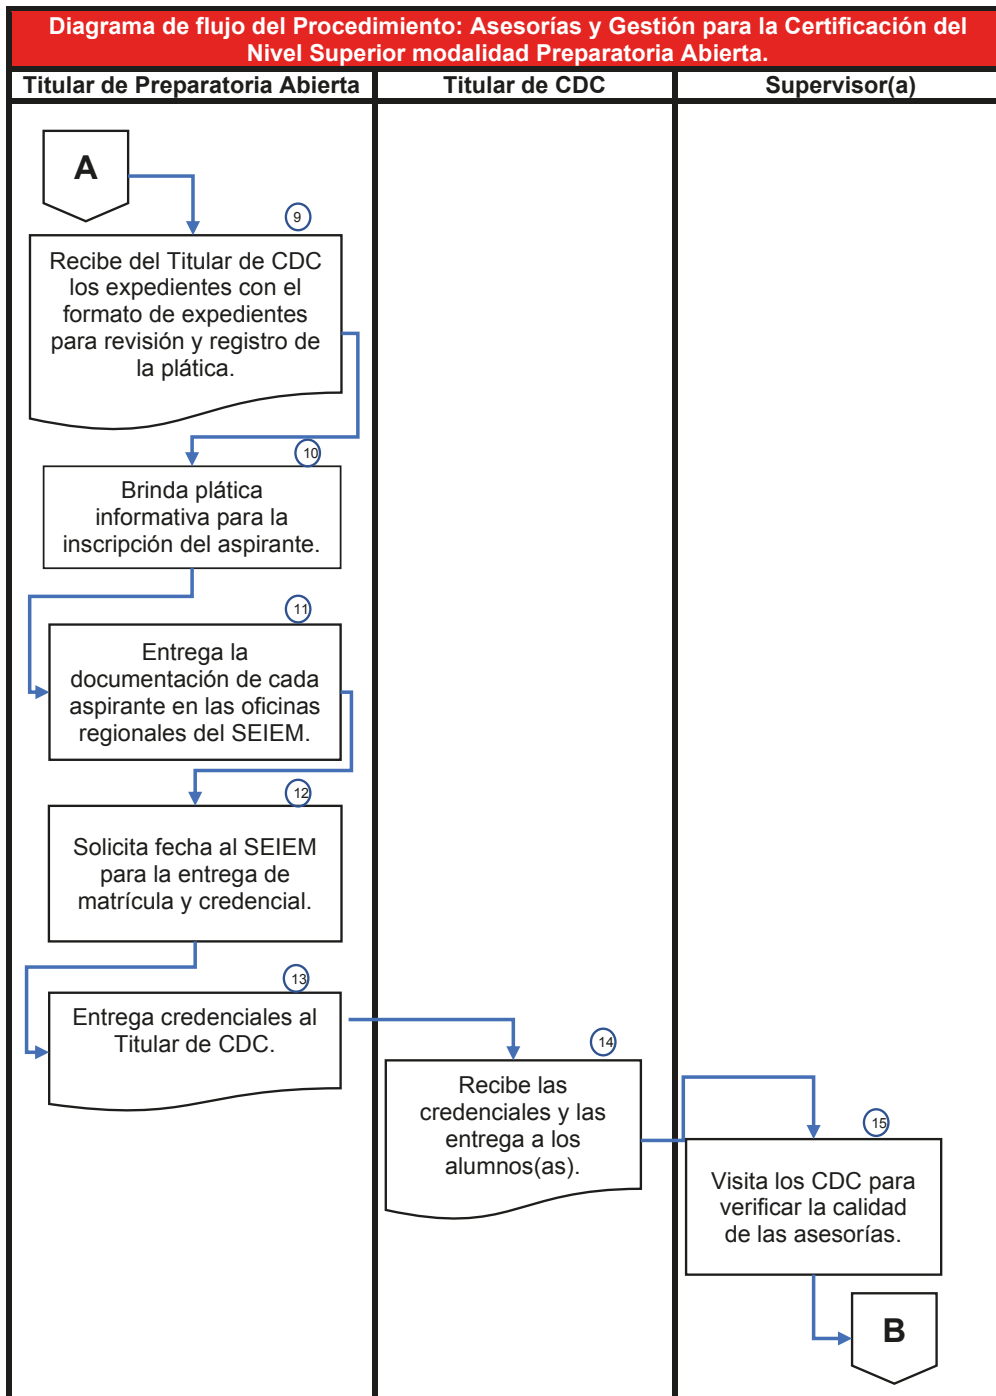 Diagrama de flujo del Procedimiento: Asesorías y Gestión para la Certificación del
Nivel Superior modalidad Preparatoria Abierta.
Titular de Preparatoria Abierta
Titular de CDC
Supervisor(a)
A
9
Recibe del Titular de CDC
los expedientes con el
formato de expedientes
para revisión y registro de
la plática.
10
Brinda plática
informativa para la
inscripción del aspirante.
11
Entrega la
documentación de cada
aspirante en las oficinas
regionales del SEIEM.
12
Solicita fecha al SEIEM
para la entrega de
matrícula y credencial.
13
Entrega credenciales al
Titular de CDC.
14
Recibe las
credenciales y las
entrega a los
alumnos(as).
15
Visita los CDC para
verificar la calidad
de las asesorías.
B